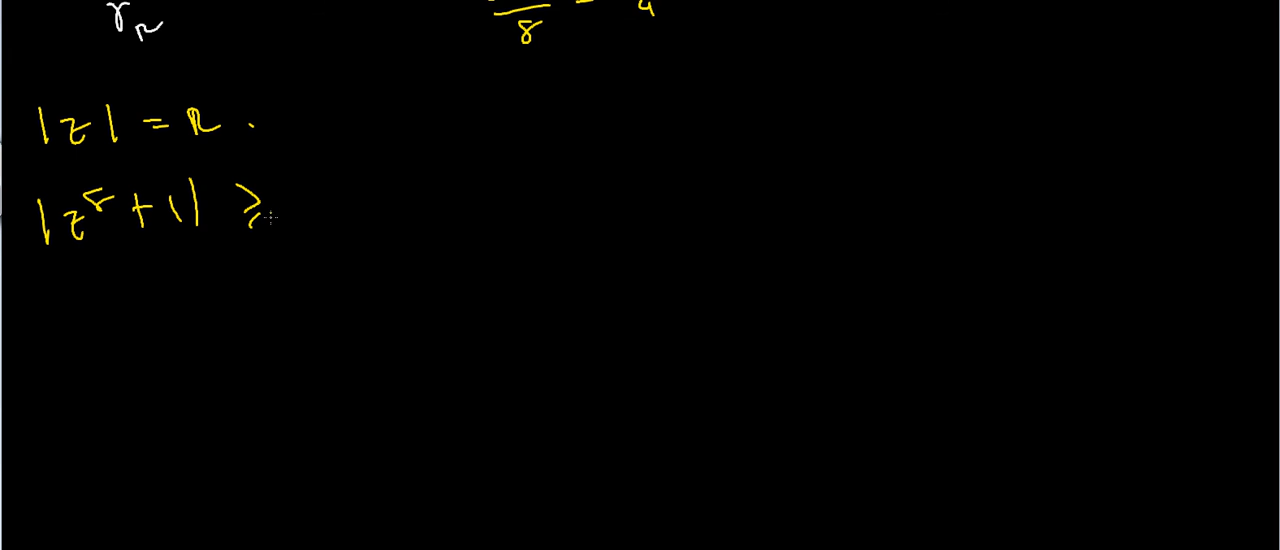 γ_R
/8 =
|z| = R .
|z^8 + 1| ≥